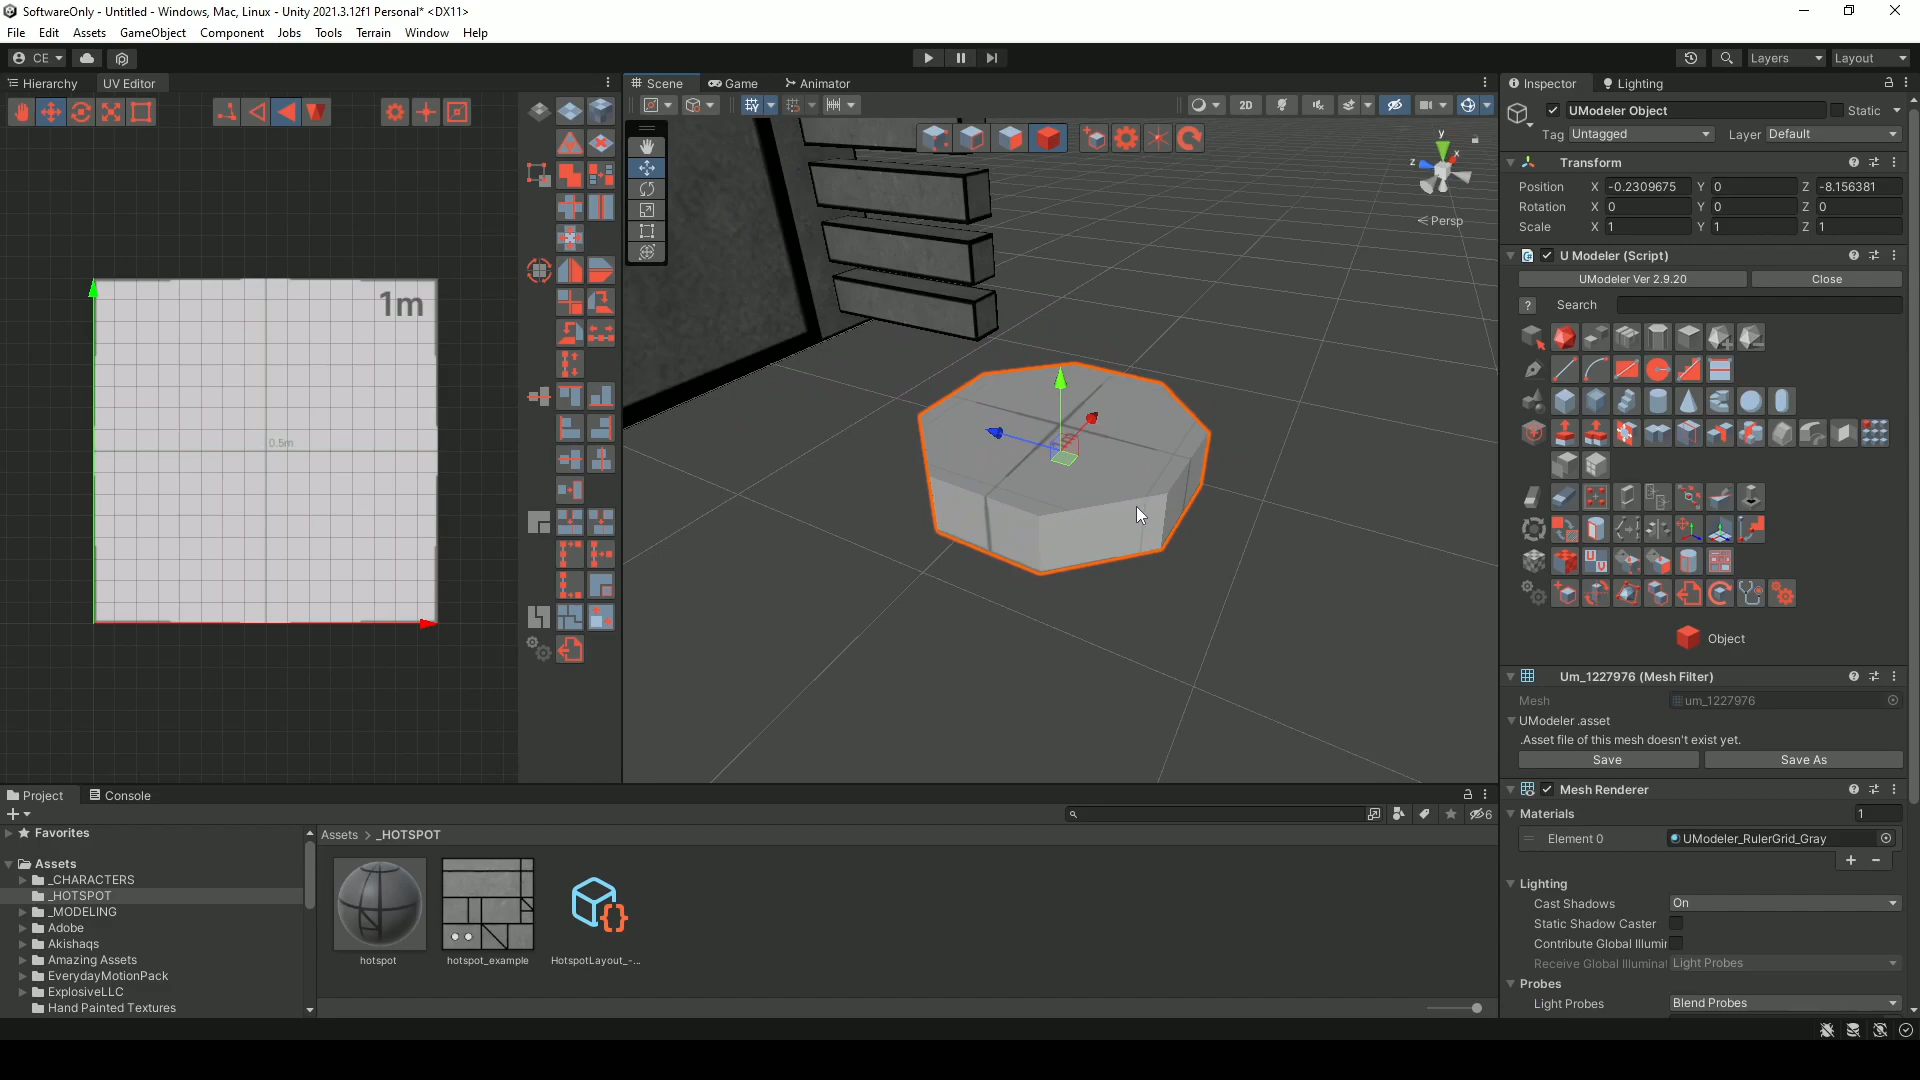 SoftwareOnly - Untitled - Windows, Mac, Linux - Unity 2021.3.12f1 Personal* <DX11>
File Edit Assets GameObject Component Jobs Tools Terrain Window Help
CE Layers Layout
Hierarchy UV Editor Scene Game Animator Inspector Lighting
2D
UModeler Object Static
Tag Untagged Layer Default
Transform
Position X -0.2309675 Y 0 Z -8.156381
Rotation X 0 Y 0 Z 0
Scale X 1 Y 1 Z 1
y
z x
< Persp
U Modeler (Script)
UModeler Ver 2.9.20 Close
? Search
1m
0.5m
Object
Um_1227976 (Mesh Filter)
Mesh um_1227976
UModeler .asset
.Asset file of this mesh doesn't exist yet.
Save Save As
Mesh Renderer
Materials 1
Element 0 UModeler_RulerGrid_Gray
+ -
Lighting
Cast Shadows On
Static Shadow Caster
Contribute Global Illumir
Receive Global Illuminat Light Probes
Probes
Light Probes Blend Probes
Project Console
6
Favorites
Assets > _HOTSPOT
Assets
_CHARACTERS
_HOTSPOT
_MODELING
Adobe
Akishaqs
Amazing Assets
EverydayMotionPack
ExplosiveLLC
Hand Painted Textures
hotspot hotspot_example HotspotLayout_-...